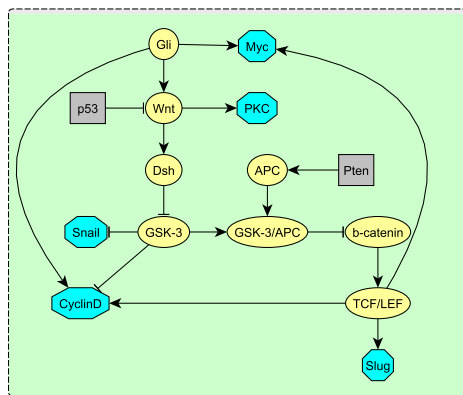 Gli
Myc
p53
Wnt
PKC
Dsh
APC
Pten
Snail
GSK-3
GSK-3/APC
b-catenin
CyclinD
TCF/LEF
Slug